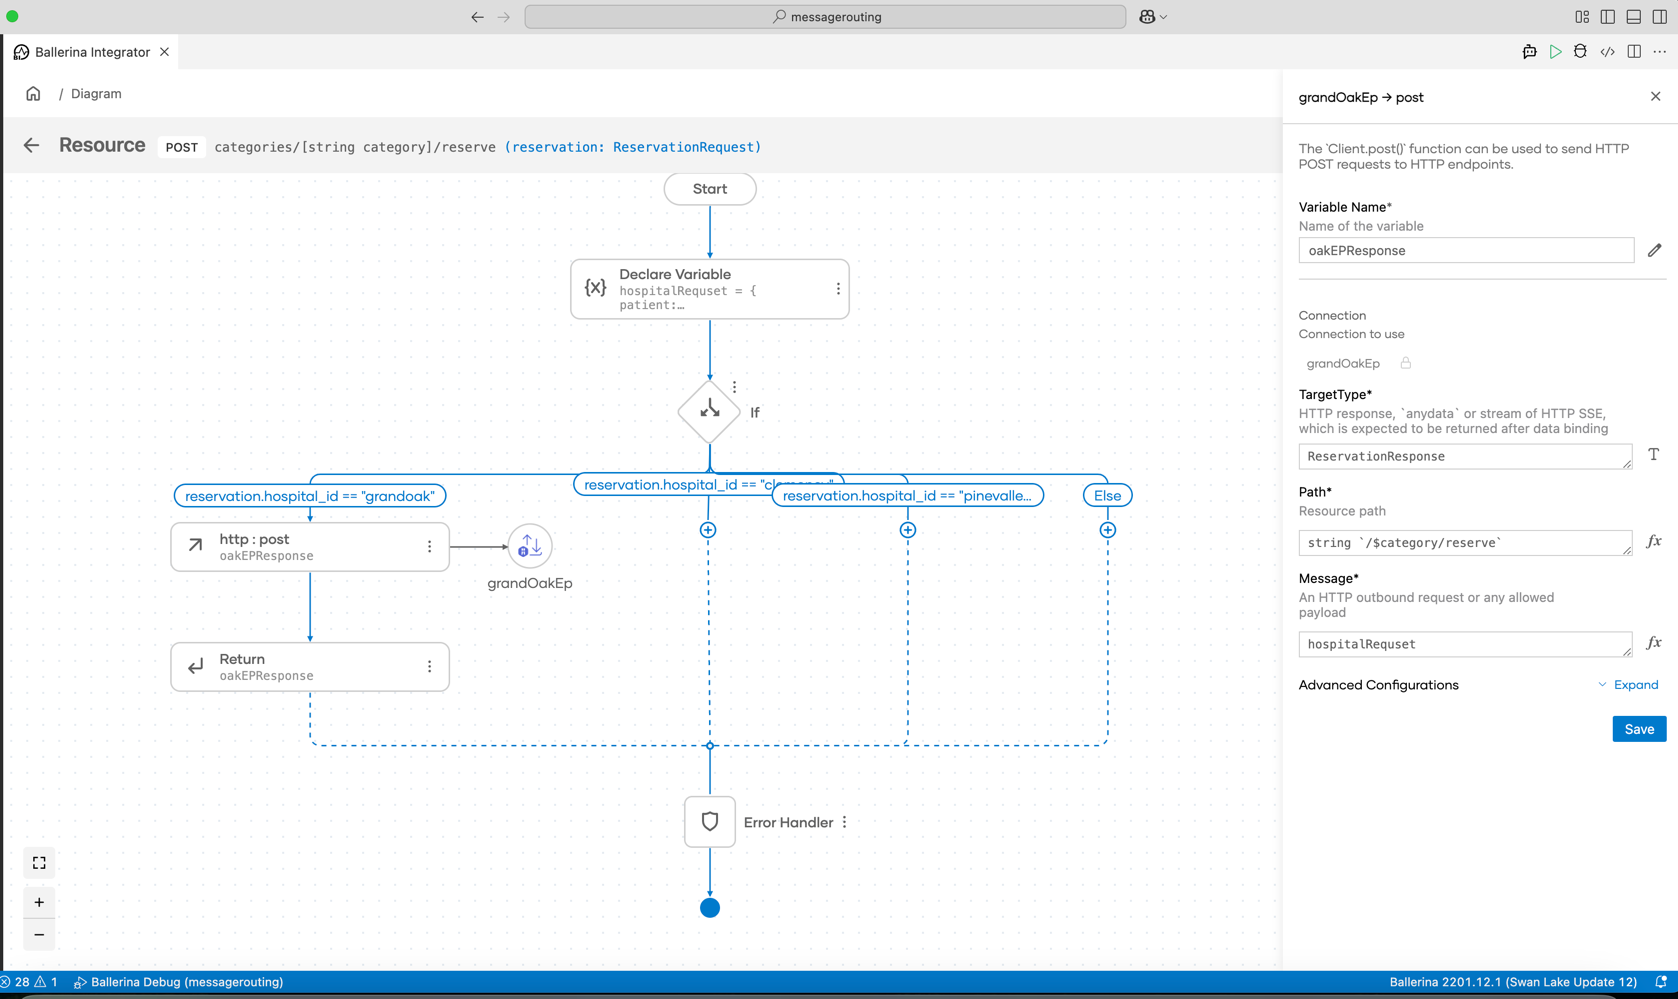 messagerouting
Ballerina Integrator
/ Diagram
Resource POST categories/[string category]/reserve (reservation: ReservationRequest)
Start
{x}
Declare Variable
hospitalRequset = {
patient:…
If
reservation.hospital_id == "grandoak"
reservation.hospital_id ==
reservation.hospital_id == "pinevalle...
Else
http : post
oakEPResponse
grandOakEp
Return
oakEPResponse
Error Handler
+
−
grandOakEp → post
The `Client.post()` function can be used to send HTTP
POST requests to HTTP endpoints.
Variable Name*
Name of the variable
oakEPResponse
Connection
Connection to use
grandOakEp
TargetType*
HTTP response, `anydata` or stream of HTTP SSE,
which is expected to be returned after data binding
ReservationResponse
T
Path*
Resource path
string `/$category/reserve`
fx
Message*
An HTTP outbound request or any allowed
payload
hospitalRequset
fx
Advanced Configurations
Expand
Save
28 1 Ballerina Debug (messagerouting)
Ballerina 2201.12.1 (Swan Lake Update 12)